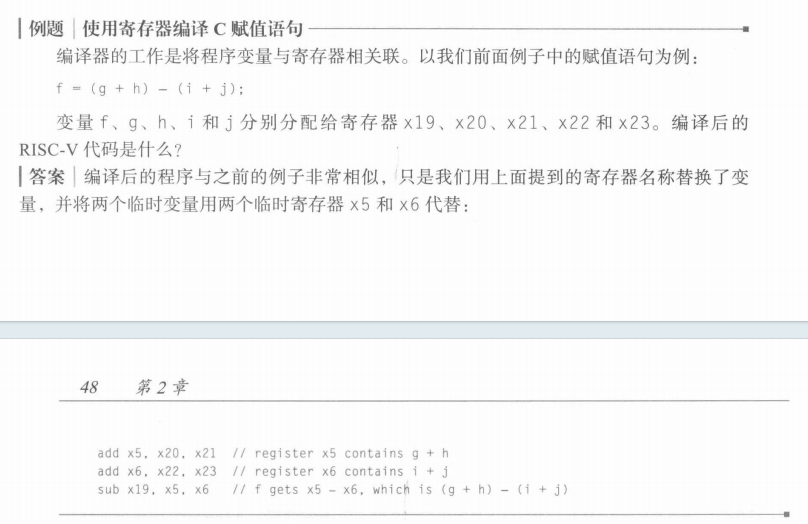 例题 使用寄存器编译 C 赋值语句
编译器的工作是将程序变量与寄存器相关联。以我们前面例子中的赋值语句为例：
f = (g + h) – (i + j);
变量 f、g、h、i 和 j 分别分配给寄存器 x19、x20、x21、x22 和 x23。编译后的
RISC-V 代码是什么？
答案 编译后的程序与之前的例子非常相似，只是我们用上面提到的寄存器名称替换了变
量，并将两个临时变量用两个临时寄存器 x5 和 x6 代替：
48 第 2 章
add x5, x20, x21 // register x5 contains g + h
add x6, x22, x23 // register x6 contains i + j
sub x19, x5, x6 // f gets x5 – x6, which is (g + h) – (i + j)